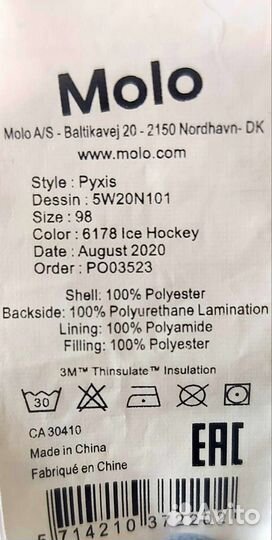 Molo
Molo A/S - Baltikavej 20 - 2150 Nordhavn- DK
www.molo.com
Style : Pyxis
Dessin : 5W20N101
Size : 98
Color : 6178 Ice Hockey
Date : August 2020
Order : PO03523
Shell: 100% Polyester
Backside: 100% Polyurethane Lamination
Lining: 100% Polyamide
Filling: 100% Polyester
3M™ Thinsulate™ Insulation
30
CA 30410
Made in China
Fabriqué en Chine
EAC
Avito